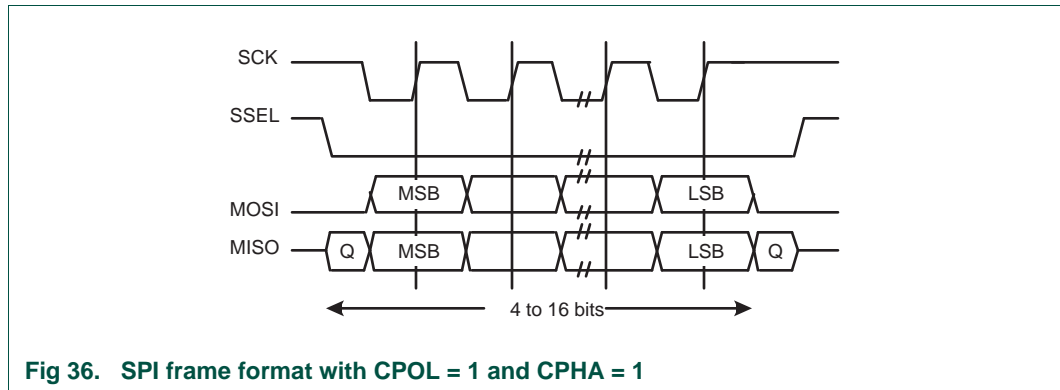 SCK
SSEL
MOSI
MSB
LSB
MISO
Q
MSB
LSB
Q
4 to 16 bits
Fig 36. SPI frame format with CPOL = 1 and CPHA = 1